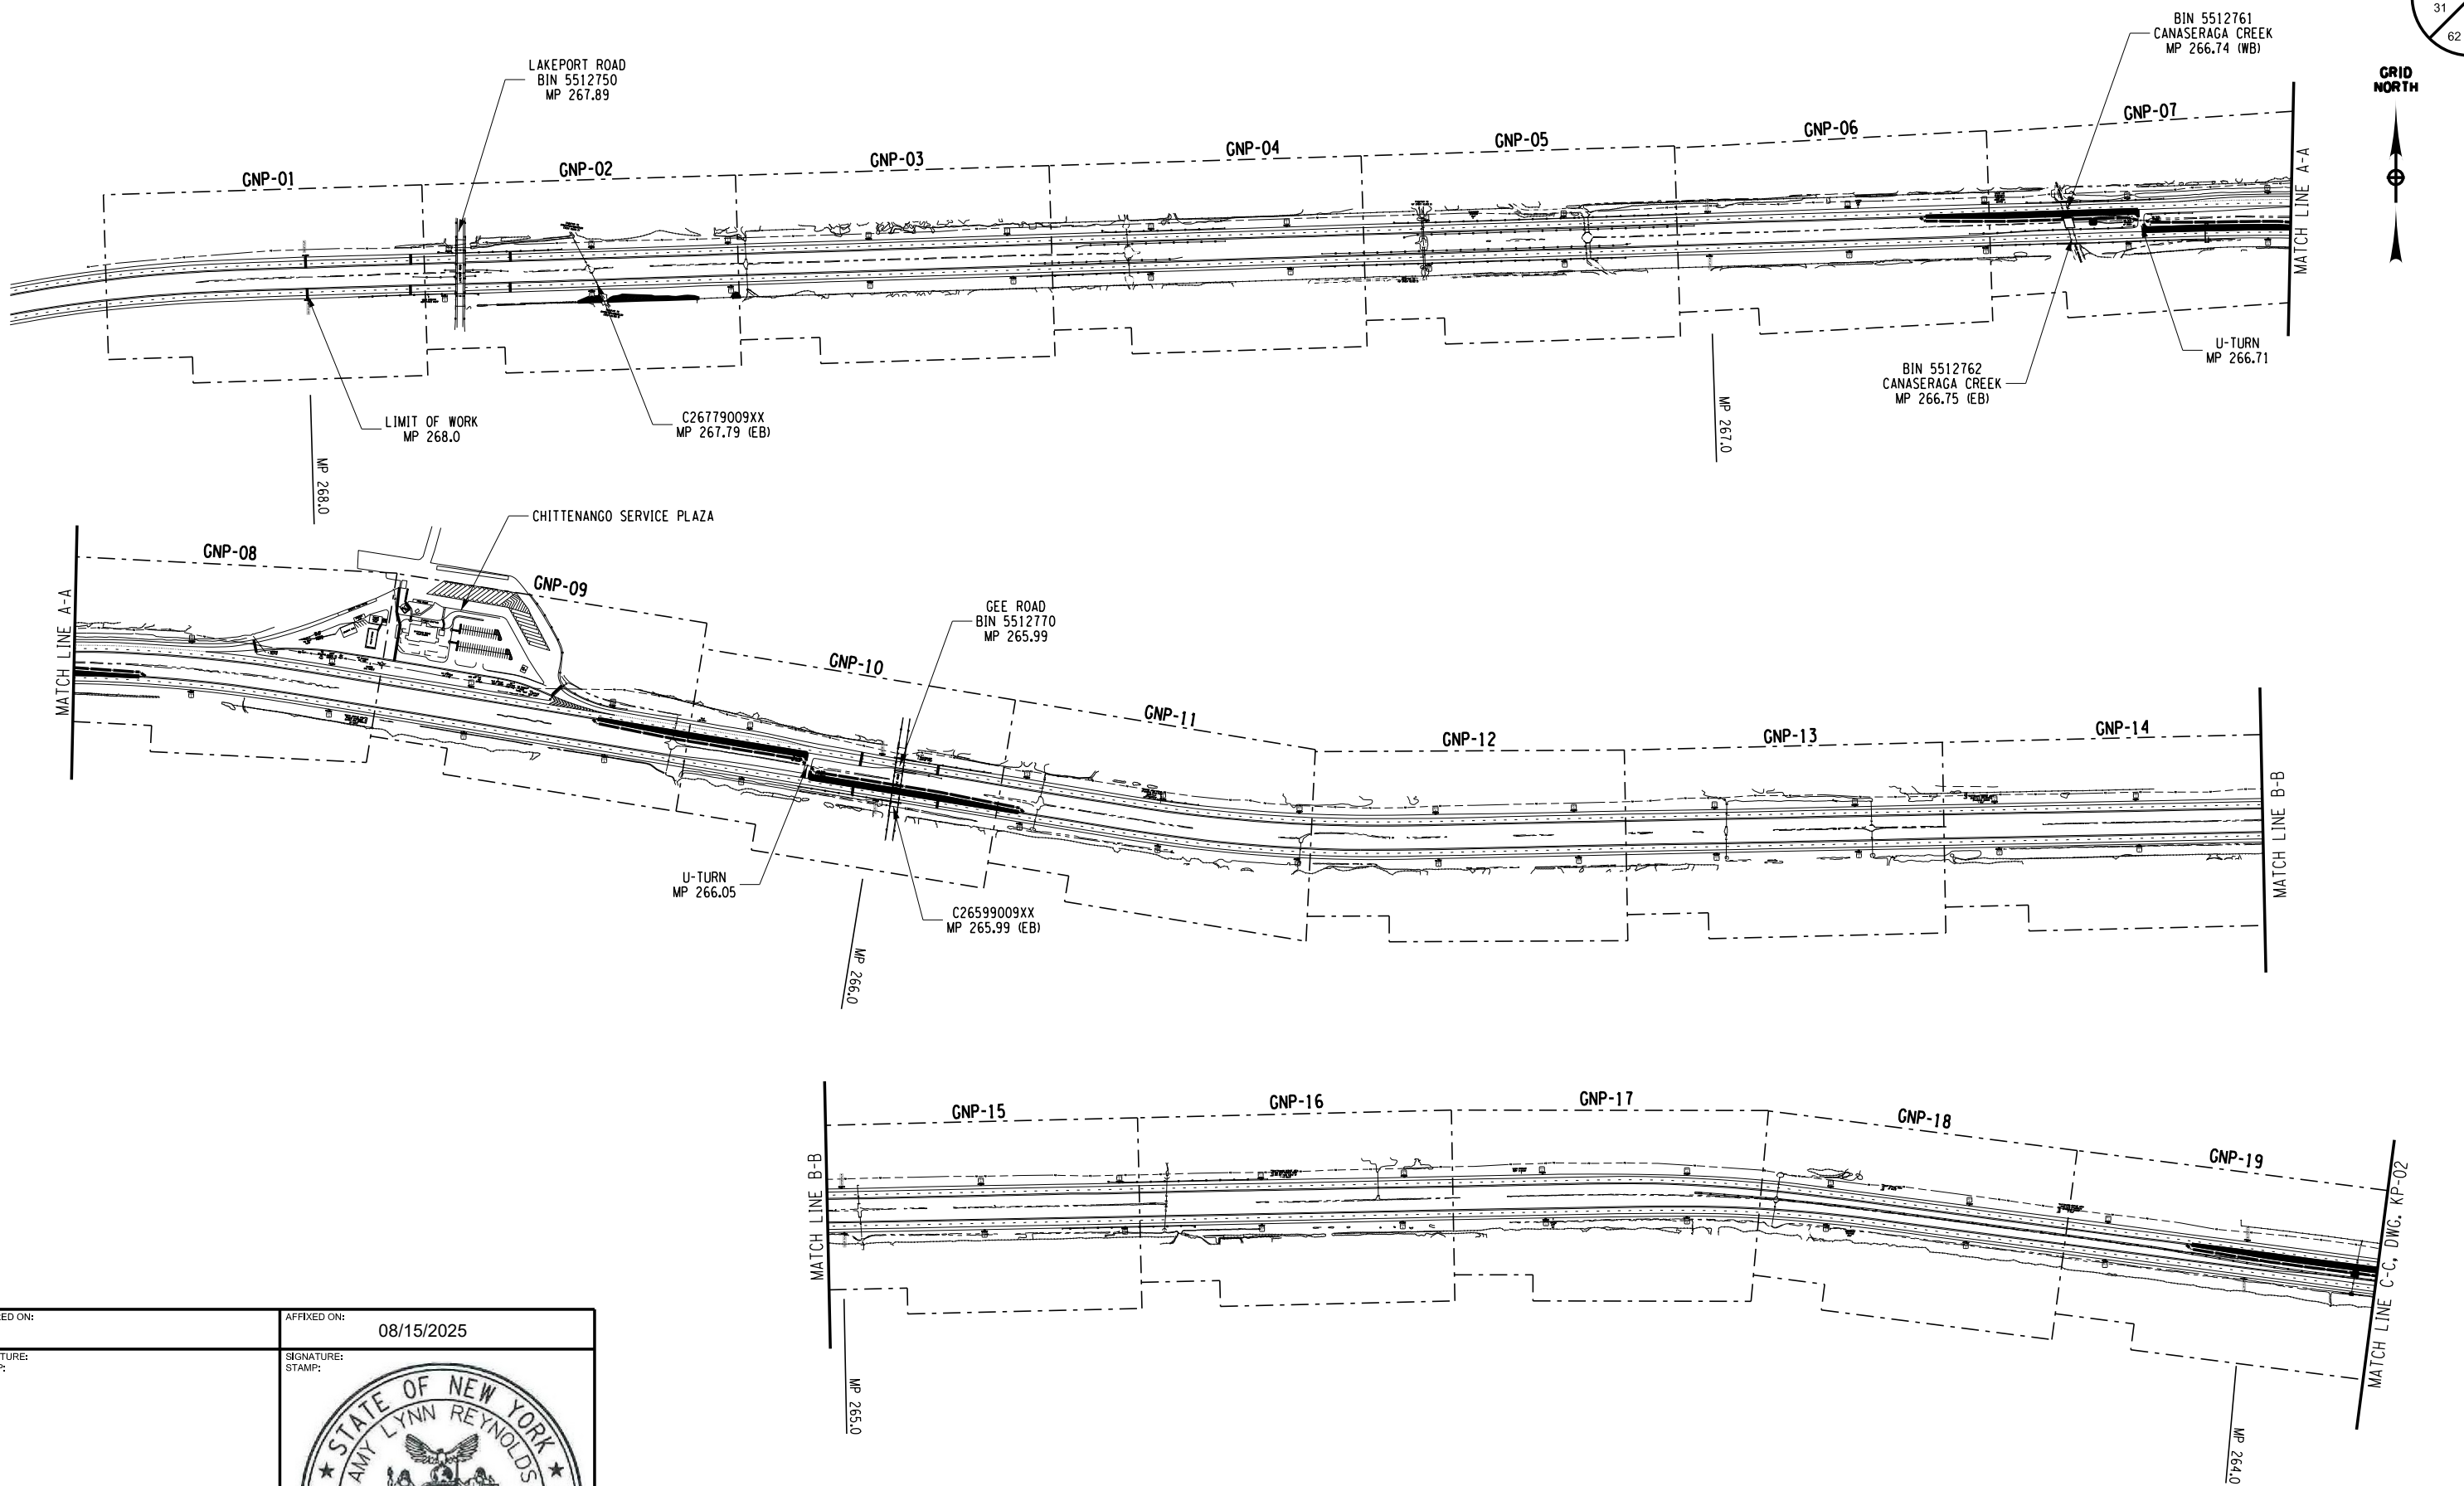 31
62
BIN 5512761
CANASERAGA CREEK
MP 266.74 (WB)
GRID
NORTH
LAKEPORT ROAD
BIN 5512750
MP 267.89
GNP-01
GNP-02
GNP-03
GNP-04
GNP-05
GNP-06
GNP-07
MATCH LINE A-A
LIMIT OF WORK
MP 268.0
C26779009XX
MP 267.79 (EB)
BIN 5512762
CANASERAGA CREEK
MP 266.75 (EB)
U-TURN
MP 266.71
MP 268.0
MP 267.0
CHITTENANGO SERVICE PLAZA
MATCH LINE A-A
GNP-08
GNP-09
GEE ROAD
BIN 5512770
MP 265.99
GNP-10
GNP-11
GNP-12
GNP-13
GNP-14
MATCH LINE B-B
U-TURN
MP 266.05
C26599009XX
MP 265.99 (EB)
MP 266.0
MATCH LINE B-B
GNP-15
GNP-16
GNP-17
GNP-18
GNP-19
MATCH LINE C-C, DWG. KP-02
MP 265.0
MP 264.0
ED ON:
AFFIXED ON:
08/15/2025
TURE:
P:
SIGNATURE:
STAMP:
STATE OF NEW YORK
AMY LYNN REYNOLDS